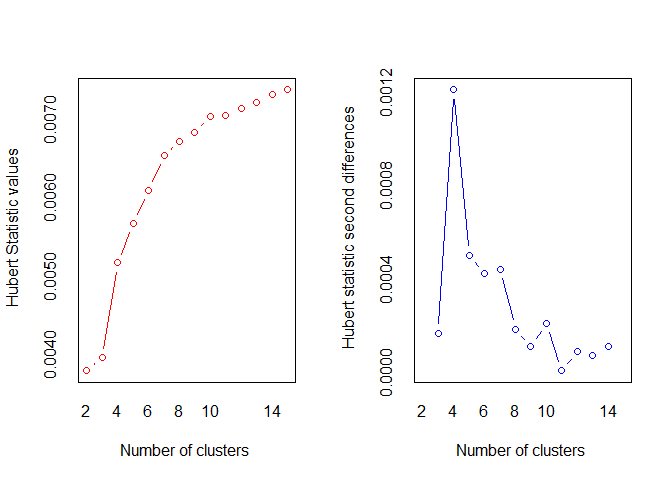 Hubert Statistic values
0.0070
0.0060
0.0050
0.0040
2 4 6 8 10 14
Number of clusters
Hubert statistic second differences
0.0012
0.0008
0.0004
0.0000
2 4 6 8 10 14
Number of clusters